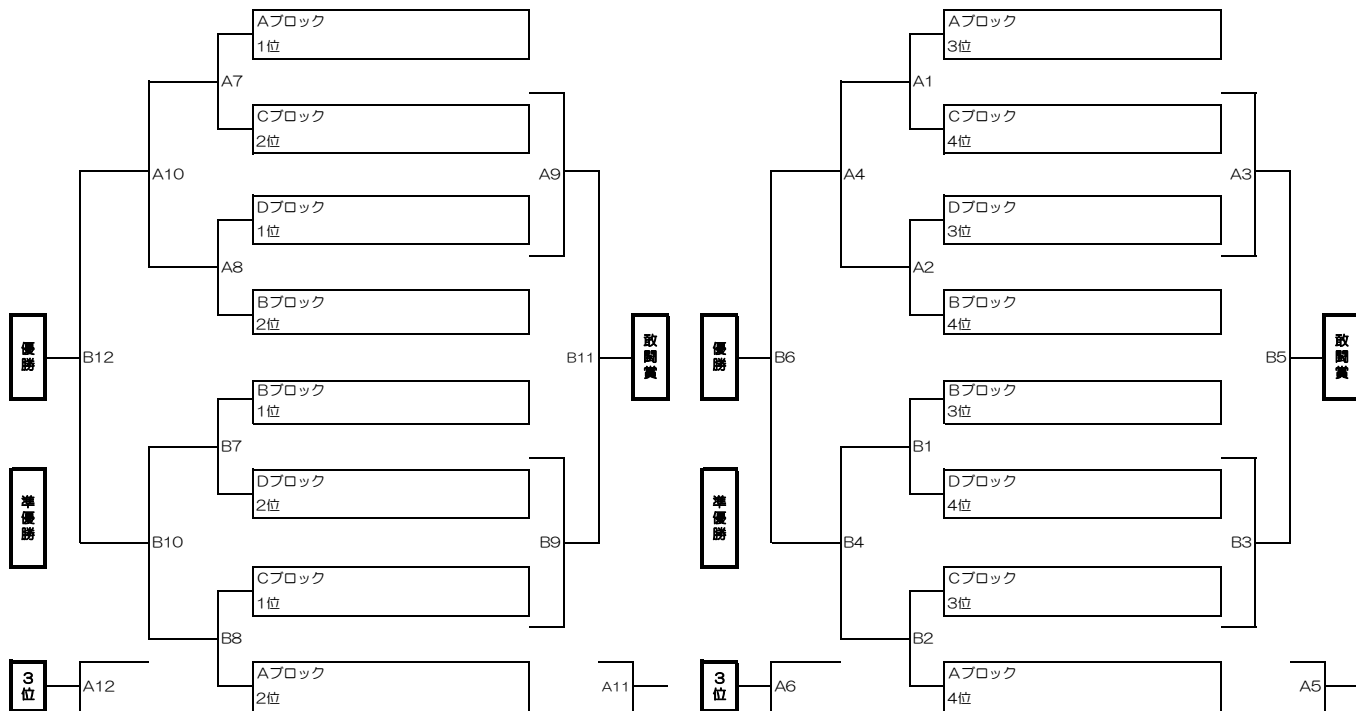 Aブロック
1位
A7
Cブロック
2位
A10
A9
Dブロック
1位
A8
Bブロック
2位
優勝
B12
B11
敢闘賞
Bブロック
1位
B7
Dブロック
2位
準優勝
B10
B9
Cブロック
1位
B8
3位
A12
Aブロック
2位
A11
Aブロック
3位
A1
Cブロック
4位
A4
A3
Dブロック
3位
A2
Bブロック
4位
優勝
B6
B5
敢闘賞
Bブロック
3位
B1
Dブロック
4位
準優勝
B4
B3
Cブロック
3位
B2
3位
A6
Aブロック
4位
A5